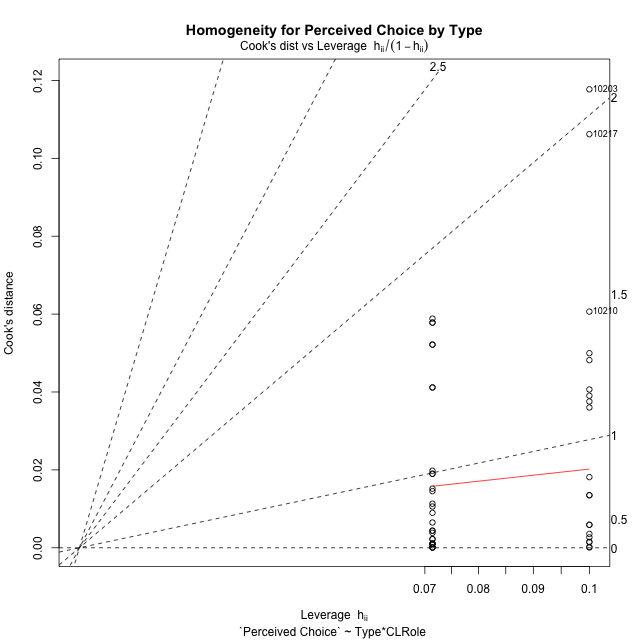 Homogeneity for Perceived Choice by Type
Cook's dist vs Leverage hii/(1 − hii)
2.5
2
1.5
1
0.5
0
10203
10217
10210
0.12
0.10
0.08
0.06
0.04
0.02
0.00
Cook's distance
0.07 0.08 0.09 0.1
Leverage hii
`Perceived Choice` ~ Type*CLRole